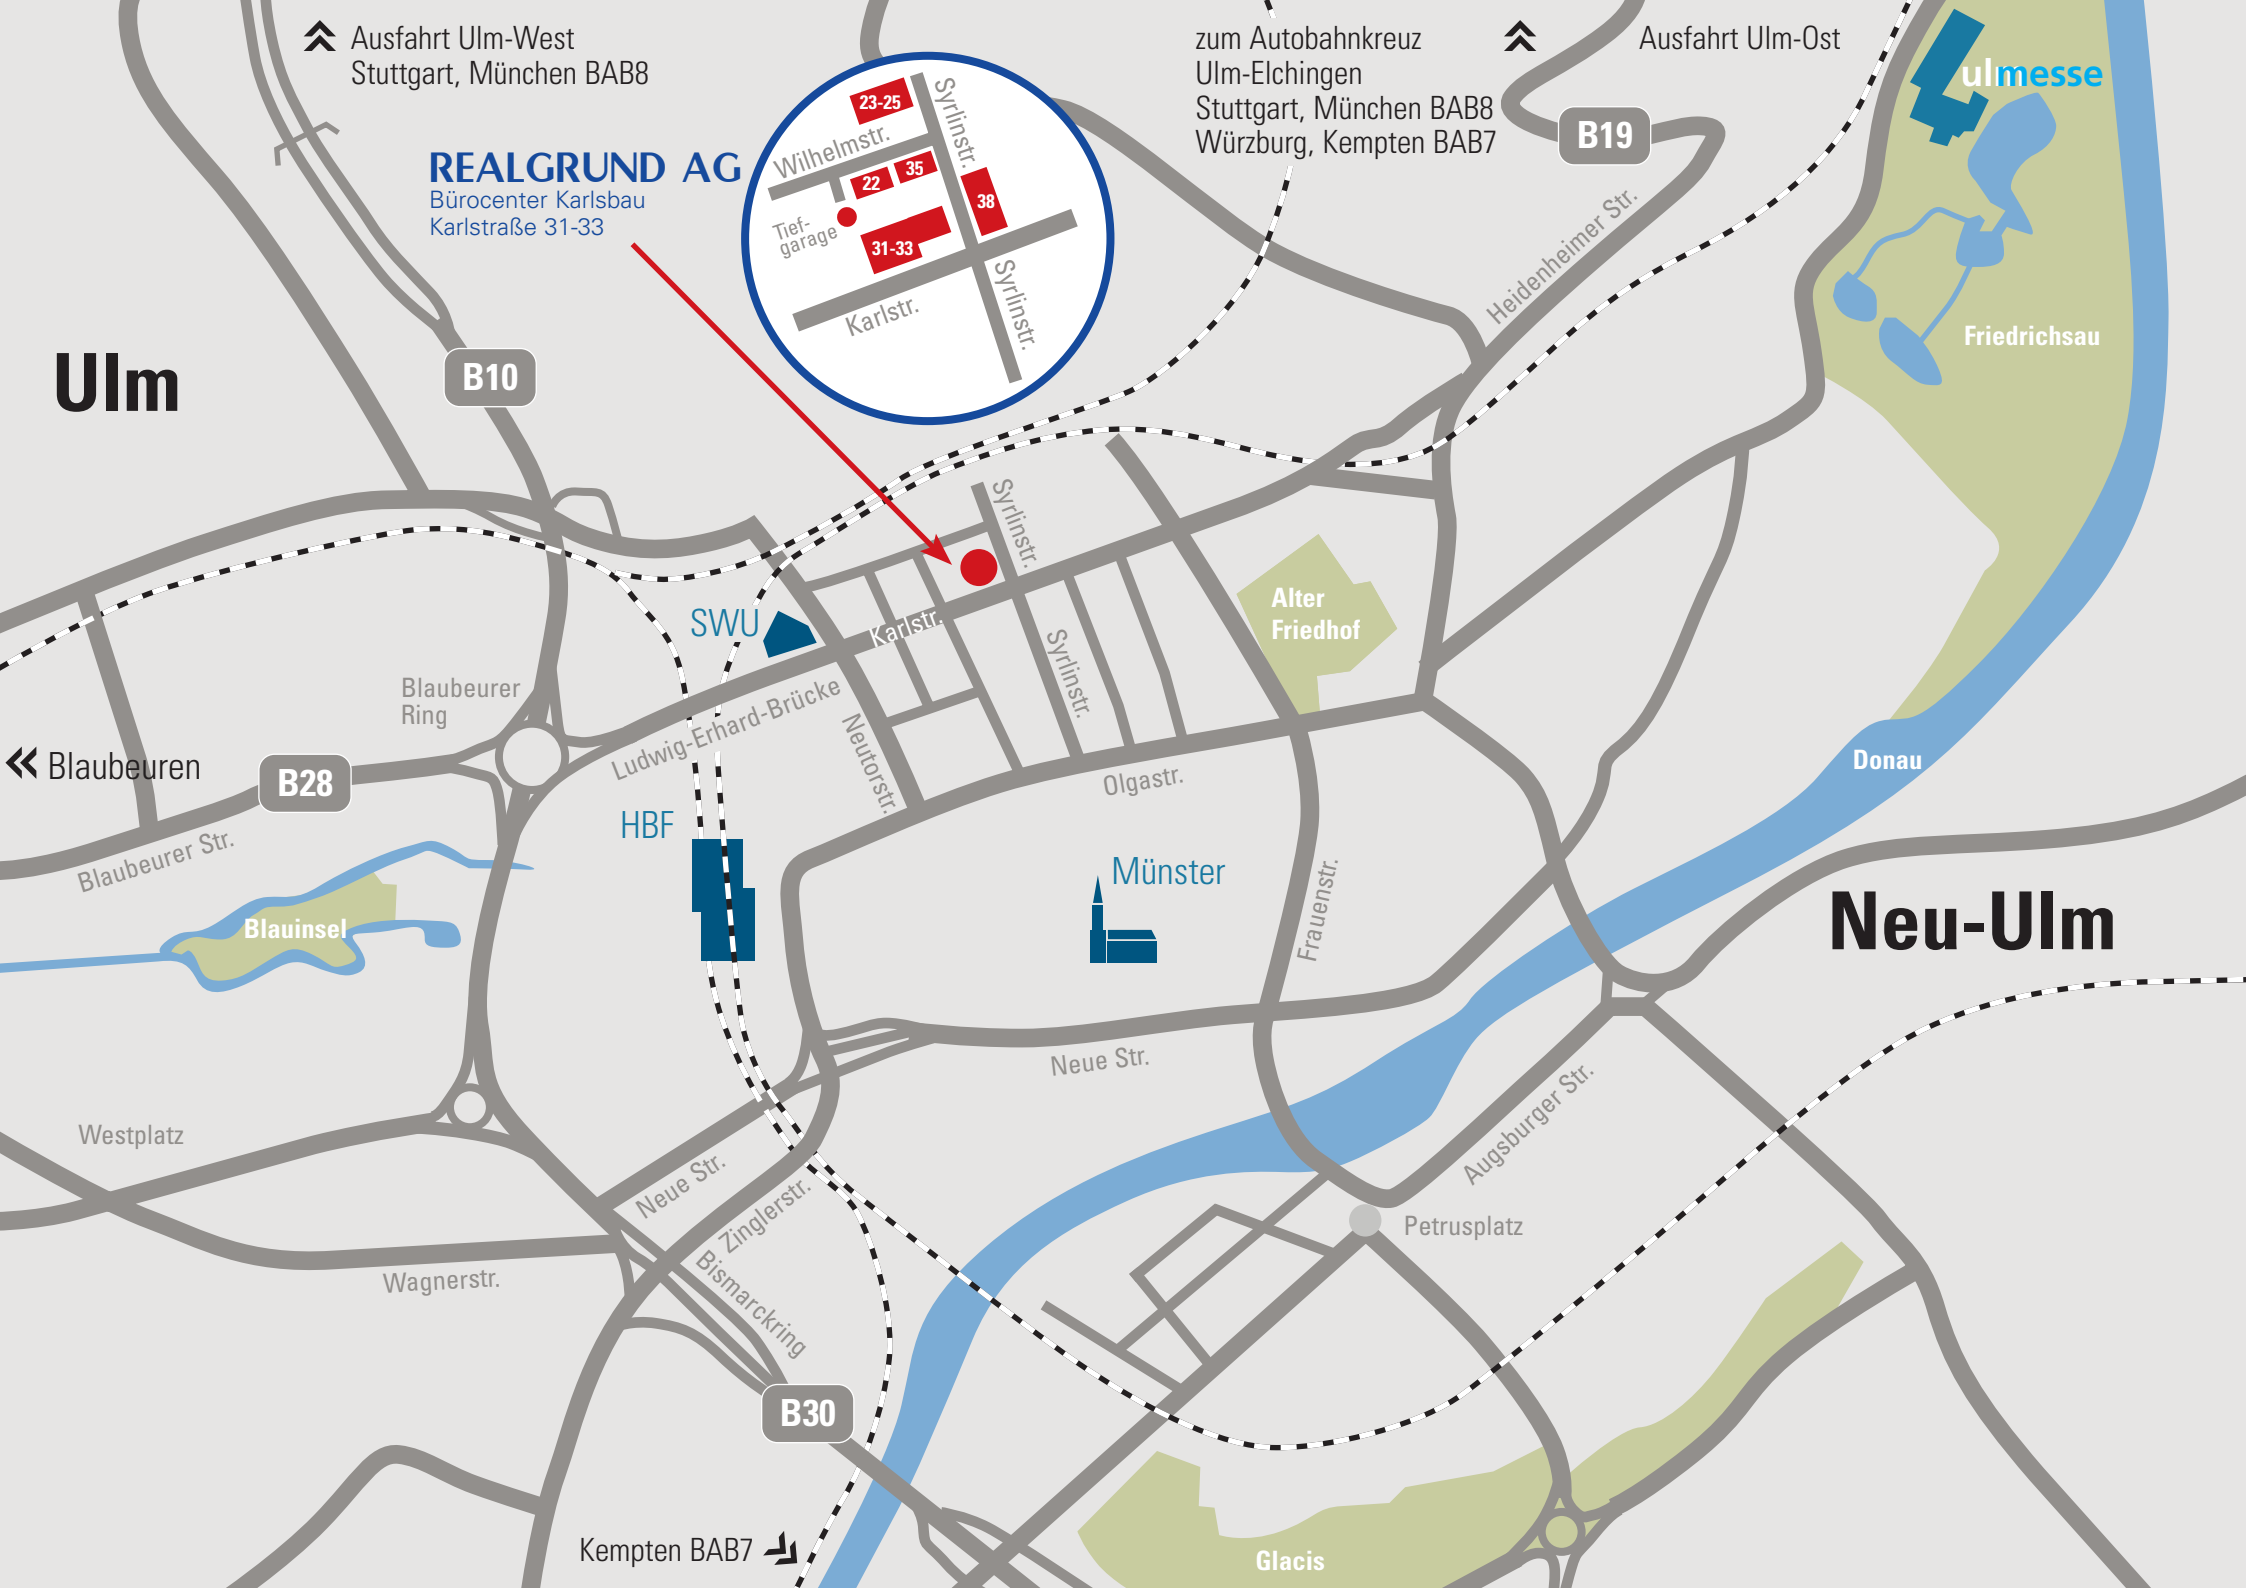 Ausfahrt Ulm-West
Stuttgart, München BAB8
zum Autobahnkreuz
Ulm-Elchingen
Stuttgart, München BAB8
Würzburg, Kempten BAB7
Ausfahrt Ulm-Ost
ulmmesse
B19
REALGRUND AG
Bürocenter Karlsbau
Karlstraße 31-33
23-25
Syrlinstr.
Wilhelmstr.
35
22
38
Tief-
garage
31-33
Karlstr.
Syrlinstr.
Heidenheimer Str.
Friedrichsau
Ulm
B10
Syrlinstr.
Alter
Friedhof
SWU
Karlstr.
Syrlinstr.
Blaubeurer
Ring
Ludwig-Erhard-Brücke
Neutorstr.
Blaubeuren
B28
Donau
Olgastr.
HBF
Blaubeurer Str.
Münster
Frauenstr.
Blauinsel
Neu-Ulm
Neue Str.
Augsburger Str.
Westplatz
Neue Str.
Zinglerstr.
Petrusplatz
B.
Bismarckring
Wagnerstr.
B30
Kempten BAB7
Glacis